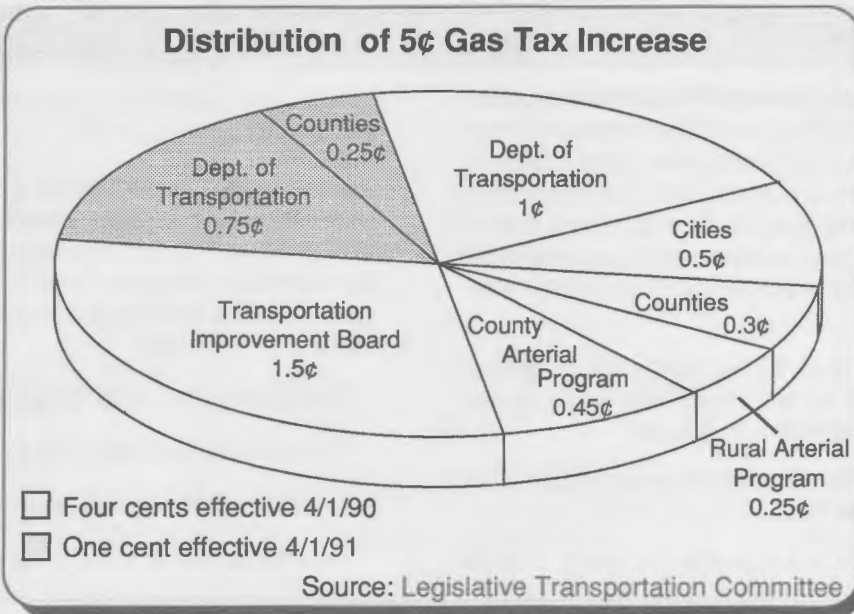 Distribution of 5¢ Gas Tax Increase
Counties
0.25¢
Dept. of
Transportation
0.75¢
Dept. of
Transportation
1¢
Cities
0.5¢
Counties
0.3¢
Transportation
Improvement Board
1.5¢
County
Arterial
Program
0.45¢
Rural Arterial
Program
0.25¢
Four cents effective 4/1/90
One cent effective 4/1/91
Source: Legislative Transportation Committee